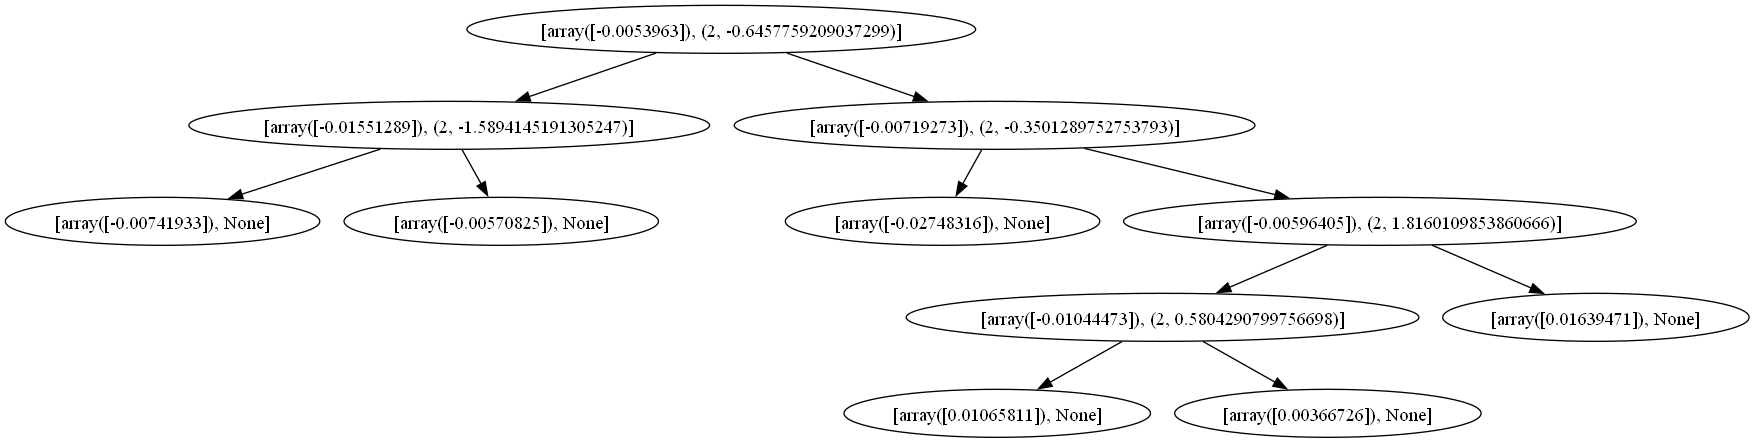 [array([-0.0053963]), (2, -0.6457759209037299)]
[array([-0.01551289]), (2, -1.5894145191305247)]
[array([-0.00719273]), (2, -0.3501289752753793)]
[array([-0.00741933]), None]
[array([-0.00570825]), None]
[array([-0.02748316]), None]
[array([-0.00596405]), (2, 1.8160109853860666)]
[array([-0.01044473]), (2, 0.5804290799756698)]
[array([0.01639471]), None]
[array([0.01065811]), None]
[array([0.00366726]), None]